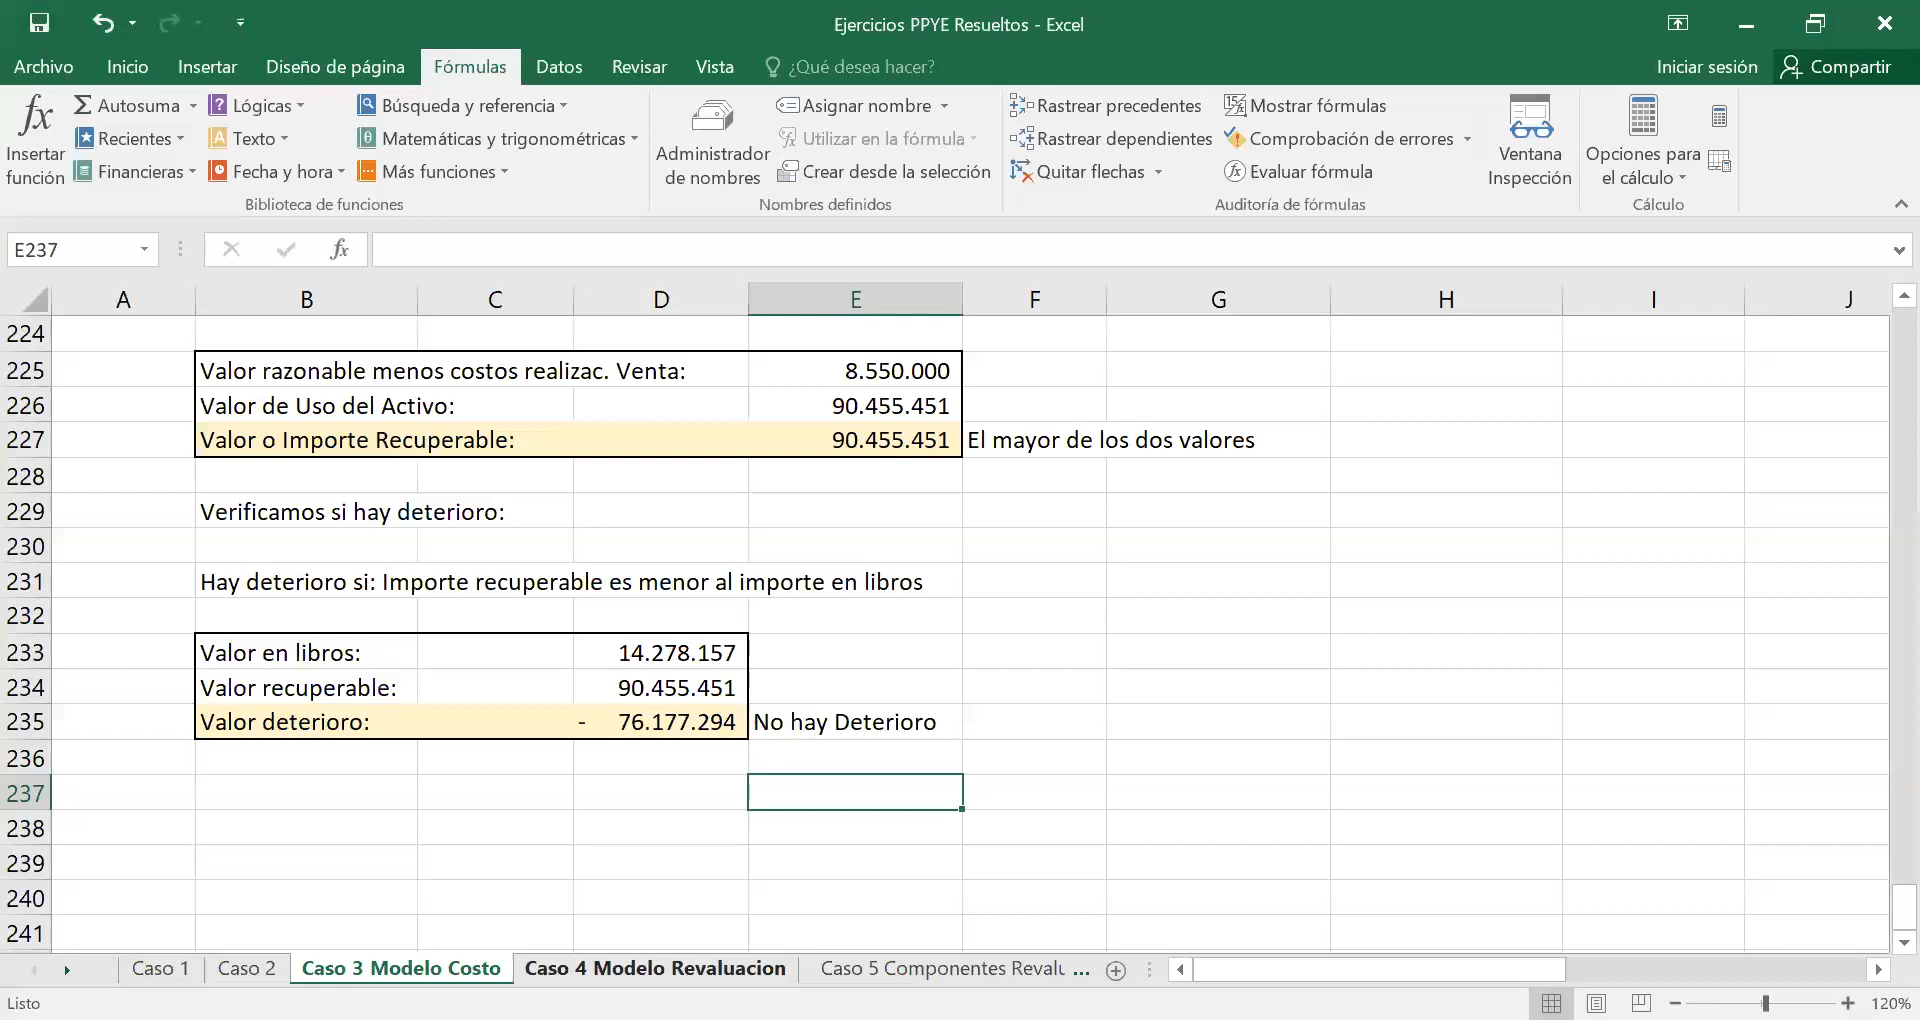 Ejercicios PPYE Resueltos - Excel
Archivo Inicio Insertar Diseño de página Fórmulas Datos Revisar Vista ¿Qué desea hacer? Iniciar sesión Compartir
fx Insertar función
Σ Autosuma
Recientes
Financieras
Lógicas
Texto
Fecha y hora
Búsqueda y referencia
Matemáticas y trigonométricas
Más funciones
Biblioteca de funciones
Administrador de nombres
Asignar nombre
Utilizar en la fórmula
Crear desde la selección
Nombres definidos
Rastrear precedentes
Rastrear dependientes
Quitar flechas
Mostrar fórmulas
Comprobación de errores
Evaluar fórmula
Auditoría de fórmulas
Ventana Inspección
Opciones para el cálculo
Cálculo
E237 fx
A B C D E F G H I J
224
225 Valor razonable menos costos realizac. Venta: 8.550.000
226 Valor de Uso del Activo: 90.455.451
227 Valor o Importe Recuperable: 90.455.451 El mayor de los dos valores
228
229 Verificamos si hay deterioro:
230
231 Hay deterioro si: Importe recuperable es menor al importe en libros
232
233 Valor en libros: 14.278.157
234 Valor recuperable: 90.455.451
235 Valor deterioro: - 76.177.294 No hay Deterioro
236
237
238
239
240
241
Caso 1 Caso 2 Caso 3 Modelo Costo Caso 4 Modelo Revaluacion Caso 5 Componentes Revalu ...
Listo 120%